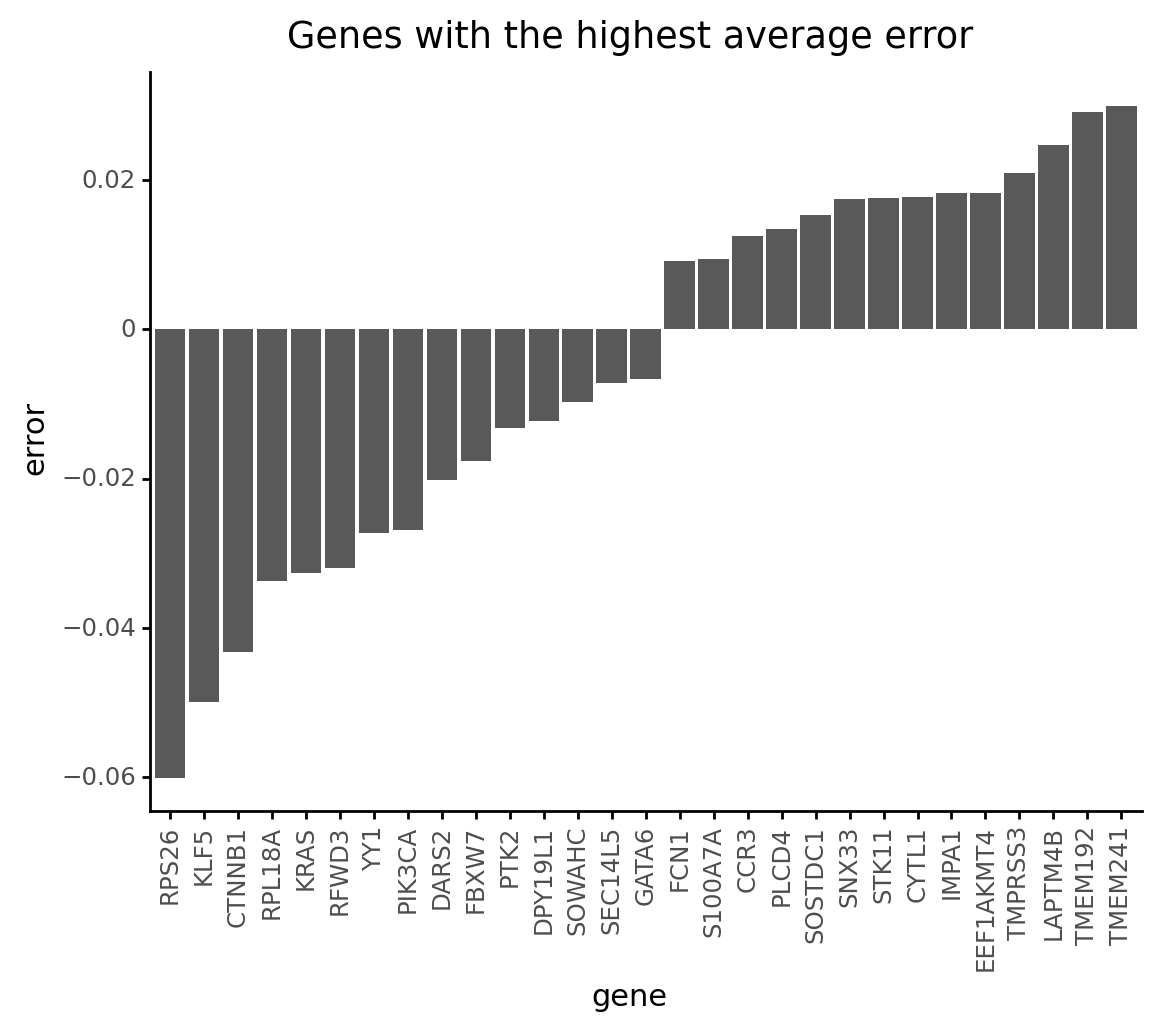 Genes with the highest average error
0.02
0
−0.02
−0.04
−0.06
error
RPS26
KLF5
CTNNB1
RPL18A
KRAS
RFWD3
YY1
PIK3CA
DARS2
FBXW7
PTK2
DPY19L1
SOWAHC
SEC14L5
GATA6
FCN1
S100A7A
CCR3
PLCD4
SOSTDC1
SNX33
STK11
CYTL1
IMPA1
EEF1AKMT4
TMPRSS3
LAPTM4B
TMEM192
TMEM241
gene